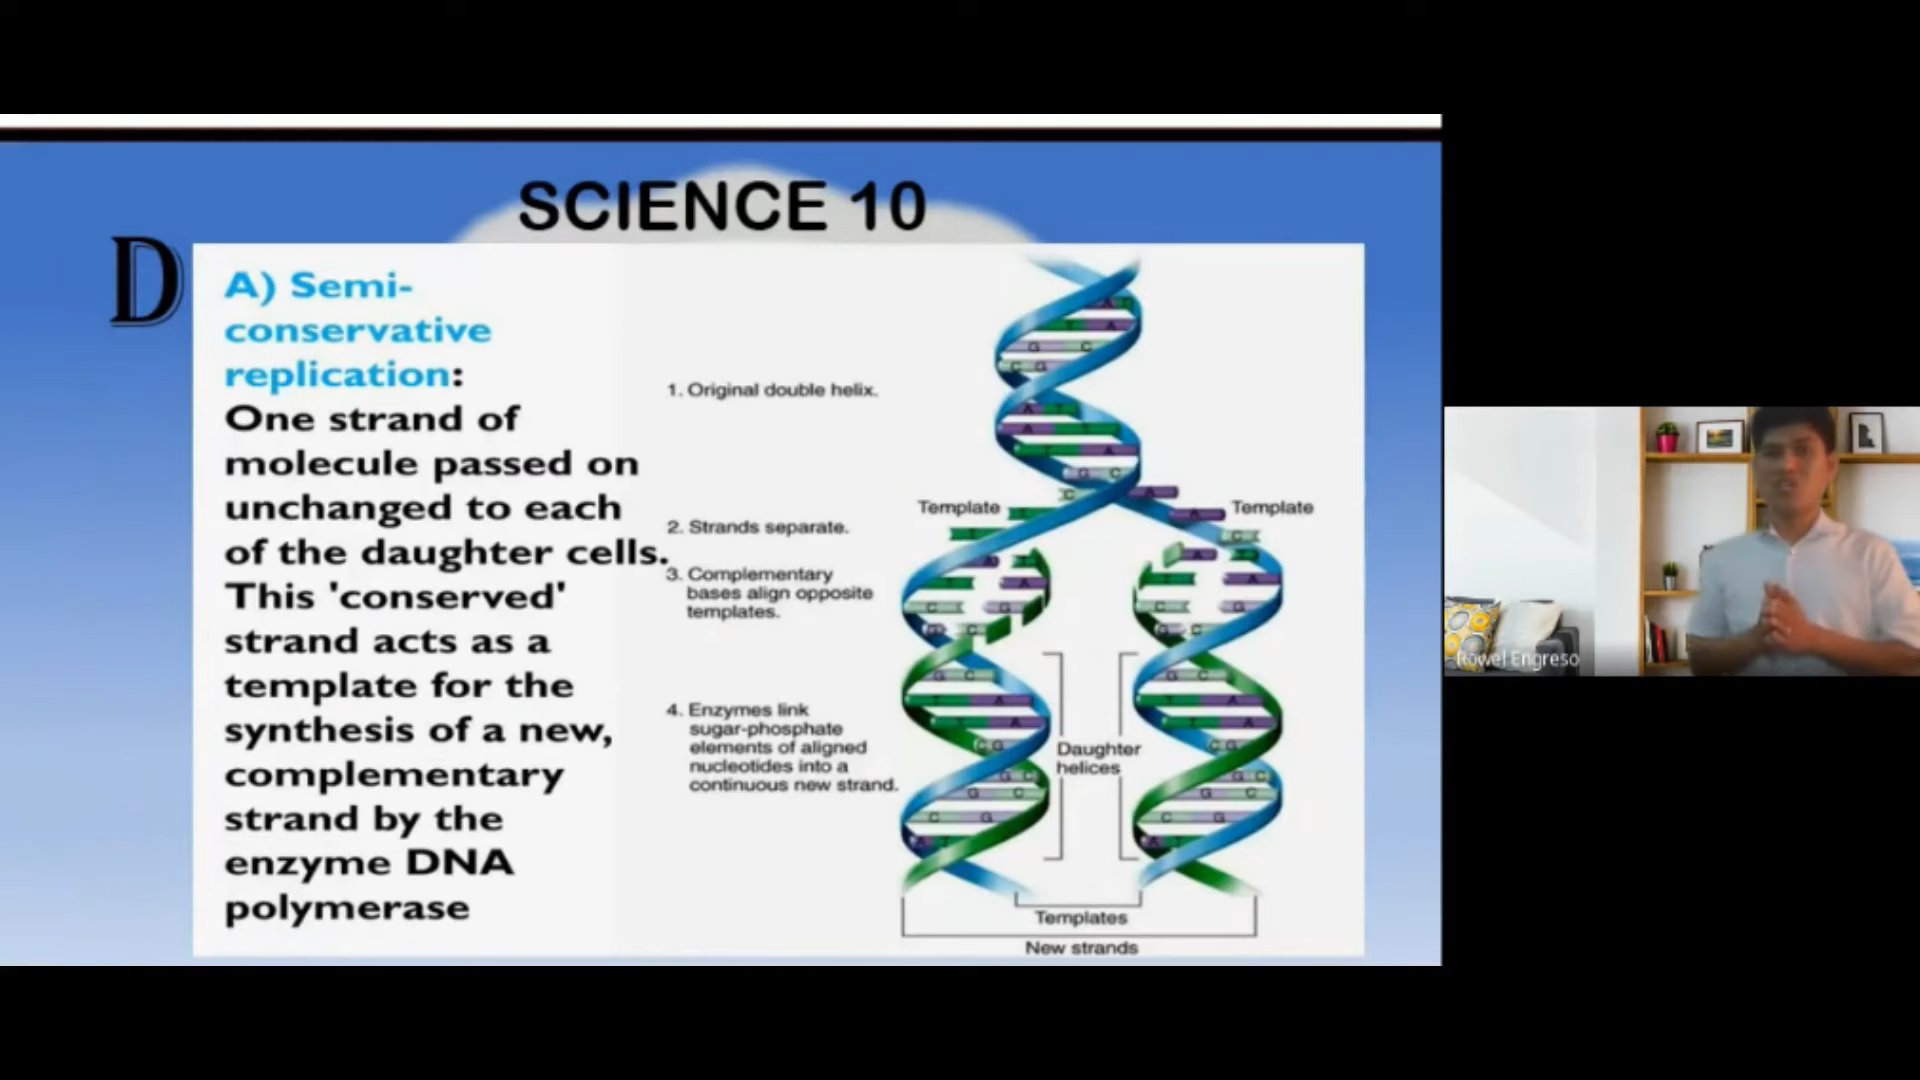 SCIENCE 10
D
A) Semi-
conservative
replication:
One strand of
molecule passed on
unchanged to each
of the daughter cells.
This 'conserved'
strand acts as a
template for the
synthesis of a new,
complementary
strand by the
enzyme DNA
polymerase
1. Original double helix.
Template
Template
2. Strands separate.
3. Complementary
bases align opposite
templates.
4. Enzymes link
sugar-phosphate
elements of aligned
nucleotides into a
continuous new strand.
Daughter
helices
Templates
New strands
Rowel Engreso